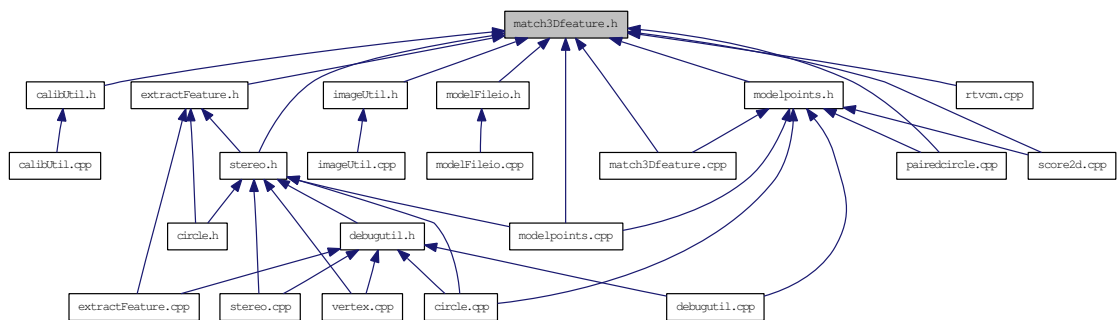 match3Dfeature.h
calibUtil.h
extractFeature.h
imageUtil.h
modelFileio.h
modelpoints.h
rtvcm.cpp
calibUtil.cpp
stereo.h
imageUtil.cpp
modelFileio.cpp
match3Dfeature.cpp
pairedcircle.cpp
score2d.cpp
circle.h
debugutil.h
modelpoints.cpp
extractFeature.cpp
stereo.cpp
vertex.cpp
circle.cpp
debugutil.cpp